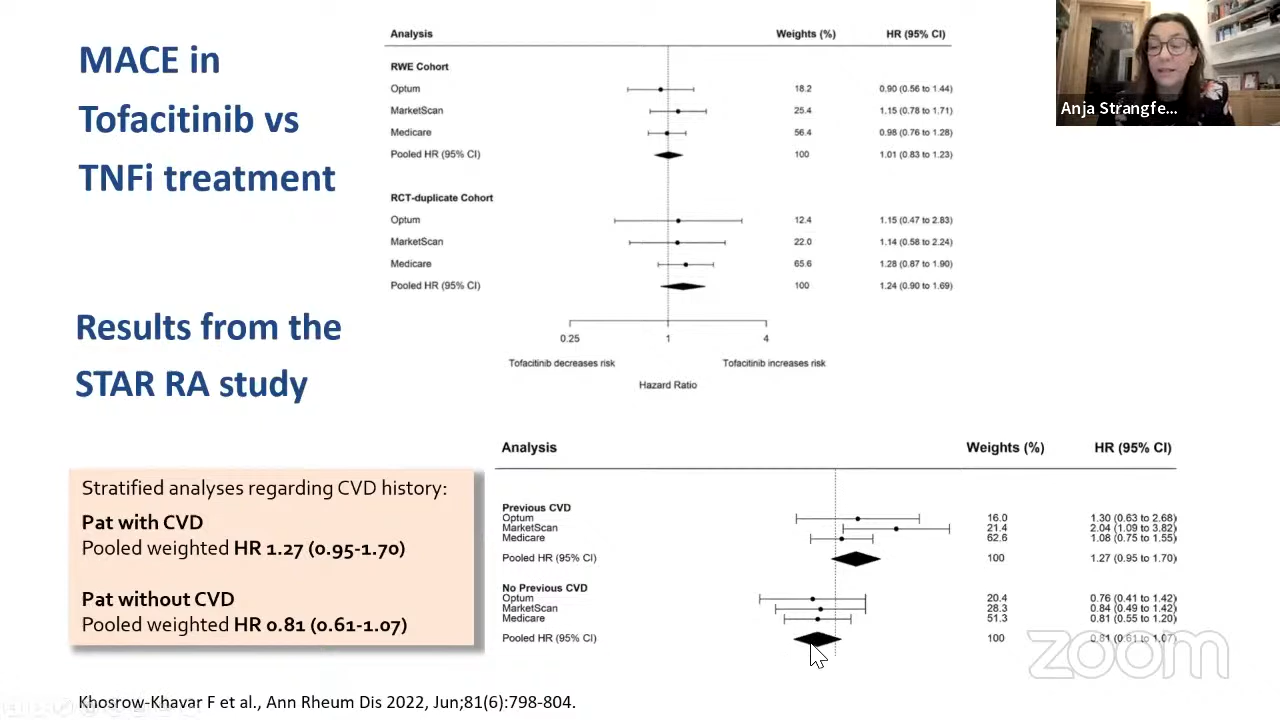 MACE in
Tofacitinib vs
TNFi treatment
Results from the
STAR RA study
Analysis Weights (%) HR (95% CI)
RWE Cohort
Optum 18.2 0.90 (0.56 to 1.44)
MarketScan 25.4 1.15 (0.78 to 1.71)
Medicare 56.4 0.98 (0.76 to 1.28)
Pooled HR (95% CI) 100 1.01 (0.83 to 1.23)
RCT-duplicate Cohort
Optum 12.4 1.15 (0.47 to 2.83)
MarketScan 22.0 1.14 (0.58 to 2.24)
Medicare 65.6 1.28 (0.87 to 1.90)
Pooled HR (95% CI) 100 1.24 (0.90 to 1.69)
0.25 1 4
Tofacitinib decreases risk Tofacitinib increases risk
Hazard Ratio
Anja Strangfe...
Stratified analyses regarding CVD history:
Pat with CVD
Pooled weighted HR 1.27 (0.95-1.70)
Pat without CVD
Pooled weighted HR 0.81 (0.61-1.07)
Analysis Weights (%) HR (95% CI)
Previous CVD
Optum 16.0 1.30 (0.63 to 2.68)
MarketScan 21.4 2.04 (1.09 to 3.82)
Medicare 62.6 1.08 (0.75 to 1.55)
Pooled HR (95% CI) 100 1.27 (0.95 to 1.70)
No Previous CVD
Optum 20.4 0.76 (0.41 to 1.42)
MarketScan 28.3 0.84 (0.49 to 1.42)
Medicare 51.3 0.81 (0.55 to 1.20)
Pooled HR (95% CI) 100 0.81 (0.61 to 1.07)
zoom
Khosrow-Khavar F et al., Ann Rheum Dis 2022, Jun;81(6):798-804.